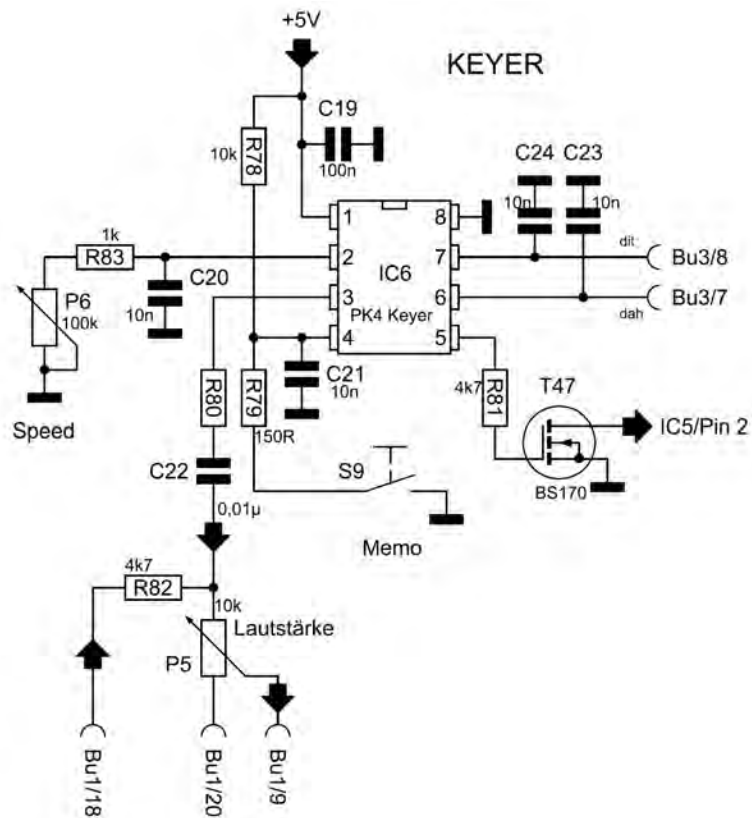 +5V
KEYER
C19
100n
10k
R78
C24
C23
10n
10n
1k
R83
C20
10n
P6
100k
Speed
1
2
3
4
8
7
6
5
IC6
PK4 Keyer
dit
Bu3/8
dah
Bu3/7
R80
R79
150R
C21
10n
4k7
R81
T47
IC5/Pin 2
BS170
C22
0,01µ
S9
Memo
4k7
R82
10k
Lautstärke
P5
Bu1/18
Bu1/20
Bu1/9